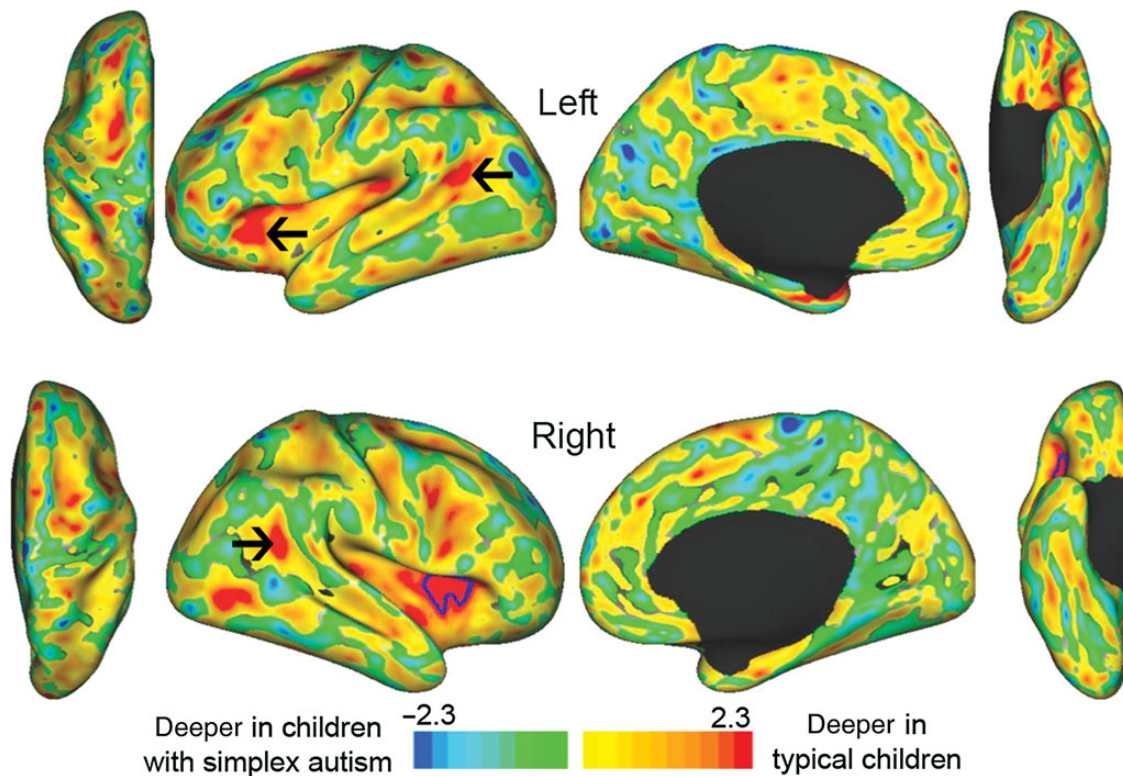 Left
Right
Deeper in children
with simplex autism
−2.3
2.3
Deeper in
typical children